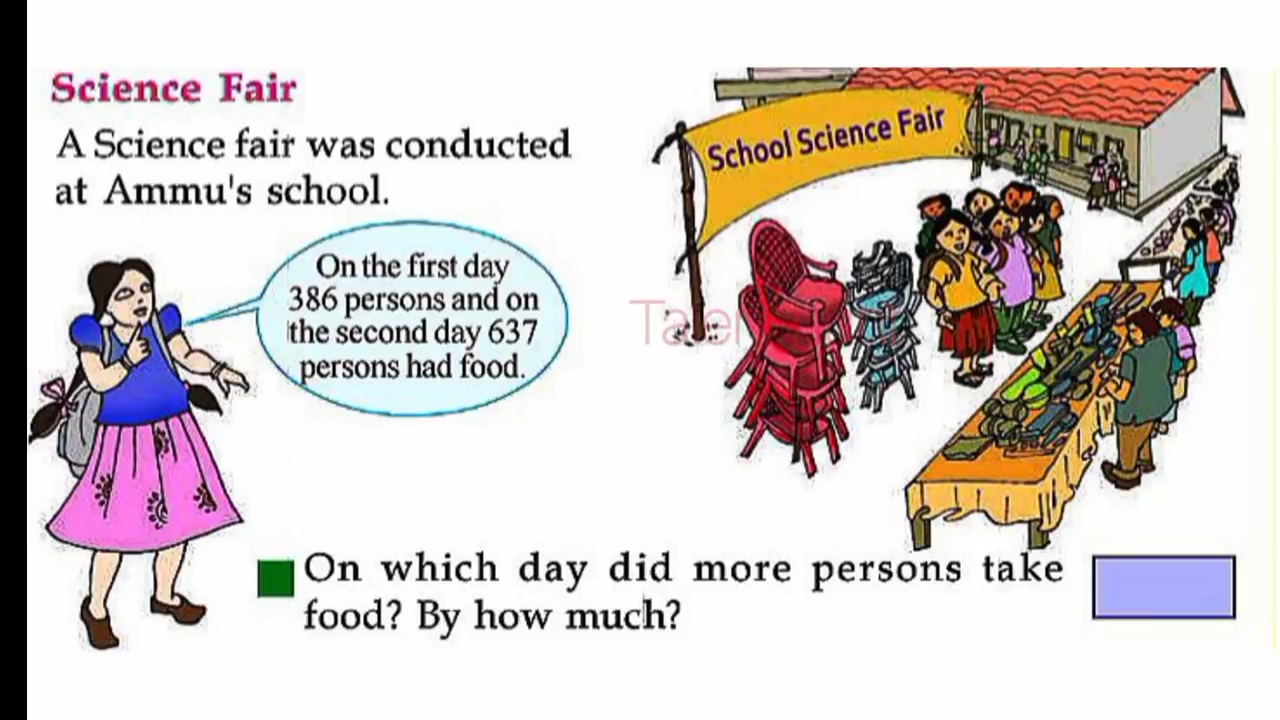 Science Fair
A Science fair was conducted
at Ammu's school.
On the first day
386 persons and on
the second day 637
persons had food.
School Science Fair
On which day did more persons take
food? By how much?